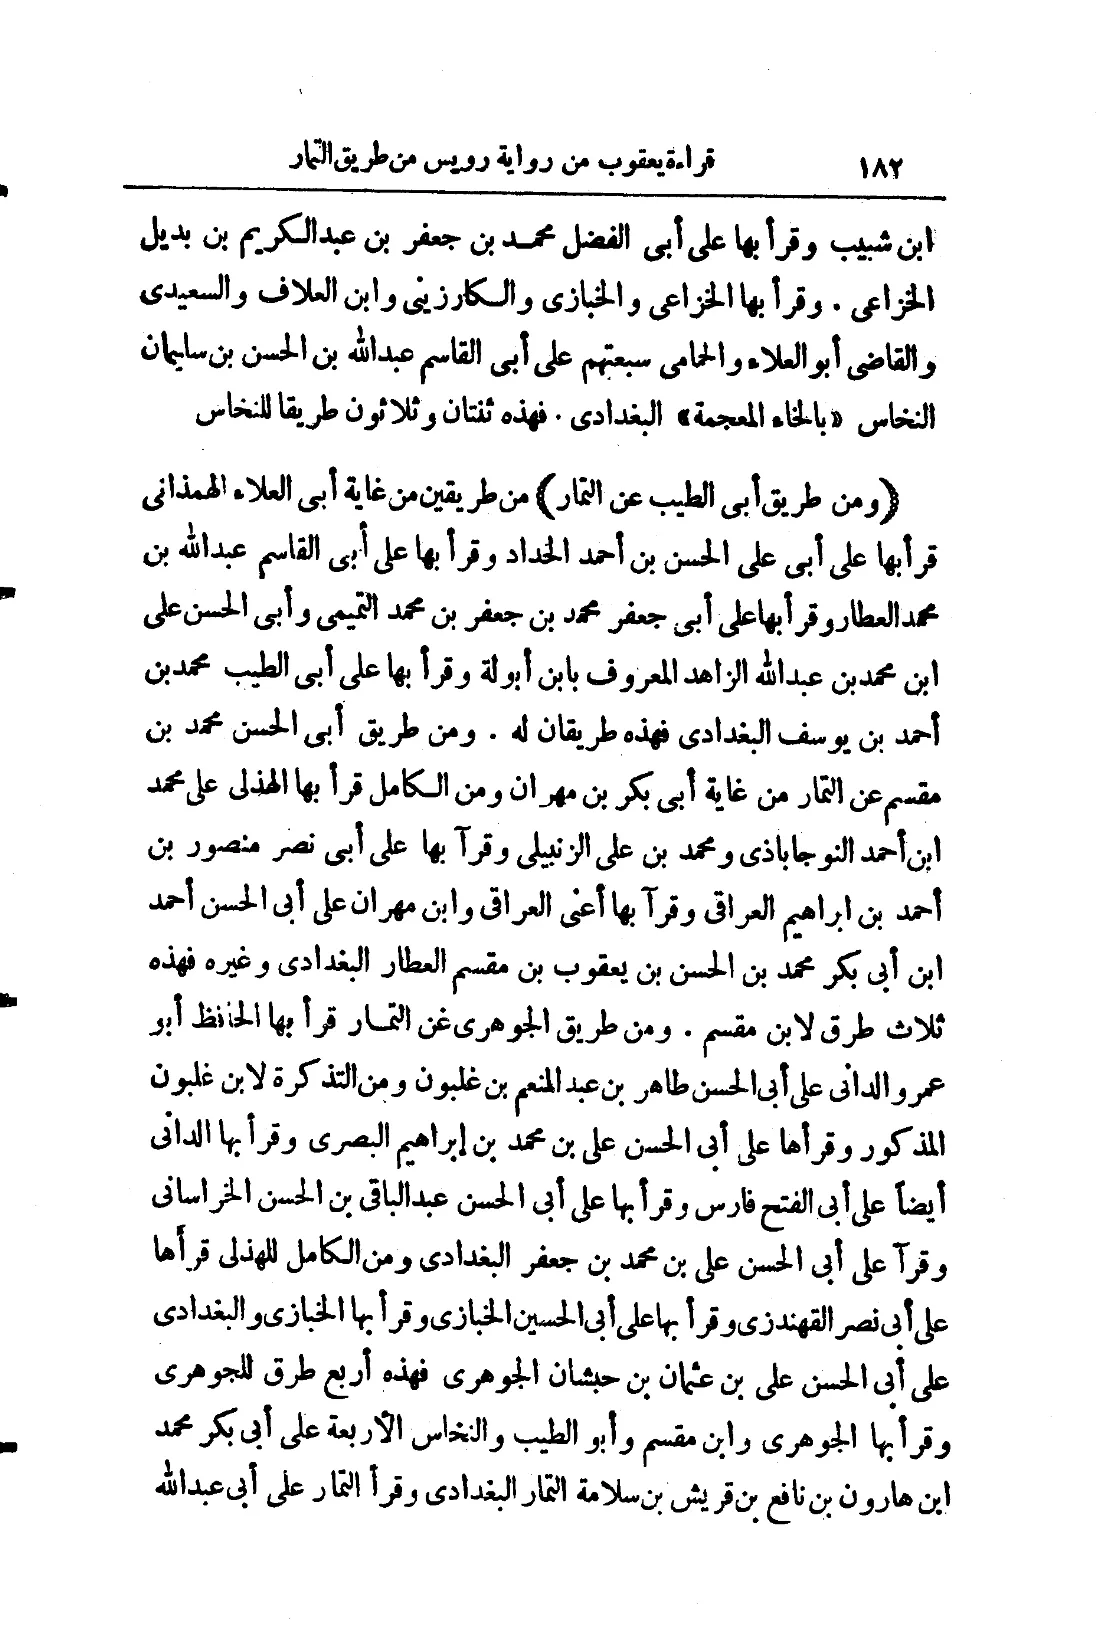 ١٨٢ قراءة يعقوب من رواية رويس من طريق التمار
ابن شبيب وقرأ بها على أبى الفضل محمد بن جعفر بن عبدالكريم بن بديل
الخزاعى . وقرأ بها الخزاعى والخبازى والكارزينى وابن العلاف والسعيدى
والقاضى أبو العلاء والحمامى سبعتهم على أبى القاسم عبدالله بن الحسن بن سليمان
النخاس «بالخاء المعجمة» البغدادى . فهذه ثنتان وثلاثون طريقا للنخاس
(ومن طريق أبى الطيب عن التمار) من طريقين من غاية أبى العلاء الهمذانى
قرأ بها على أبى على الحسن بن أحمد الحداد وقرأ بها على أبى القاسم عبدالله بن
محمد العطار وقرأ بها على أبى جعفر محمد بن جعفر بن محمد التميمى وأبى الحسن على
ابن محمد بن عبدالله الزاهد المعروف بابن أبولة وقرأ بها على أبى الطيب محمد بن
أحمد بن يوسف البغدادى فهذه طريقان له . ومن طريق أبى الحسن محمد بن
مقسم عن التمار من غاية أبى بكر بن مهران ومن الكامل قرأ بها الهذلى على محمد
ابن أحمد النوجاباذى ومحمد بن على الزنبيلى وقرآ بها على أبى نصر منصور بن
أحمد بن ابراهيم العراقى وقرآ بها أعنى العراقى وابن مهران على أبى الحسن أحمد
ابن أبى بكر محمد بن الحسن بن يعقوب بن مقسم العطار البغدادى وغيره فهذه
ثلاث طرق لابن مقسم . ومن طريق الجوهرى عن التمار قرأ بها الحافظ أبو
عمرو الدانى على أبى الحسن طاهر بن عبد المنعم بن غلبون ومن التذكرة لابن غلبون
المذكور وقرأها على أبى الحسن على بن محمد بن إبراهيم البصرى وقرأ بها الدانى
أيضاً على أبى الفتح فارس وقرأ بها على أبى الحسن عبدالباقى بن الحسن الخراسانى
وقرآ على أبى الحسن على بن محمد بن جعفر البغدادى ومن الكامل للهذلى قرأها
على أبى نصر القهندزى وقرأ بها على أبى الحسين الخبازى وقرأ بها الخبازى والبغدادى
على أبى الحسن على بن عثمان بن حبشان الجوهرى فهذه أربع طرق للجوهرى
وقرأ بها الجوهرى وابن مقسم وأبو الطيب والنخاس الأربعة على أبى بكر محمد
ابن هارون بن نافع بن قريش بن سلامة التمار البغدادى وقرأ التمار على أبى عبدالله